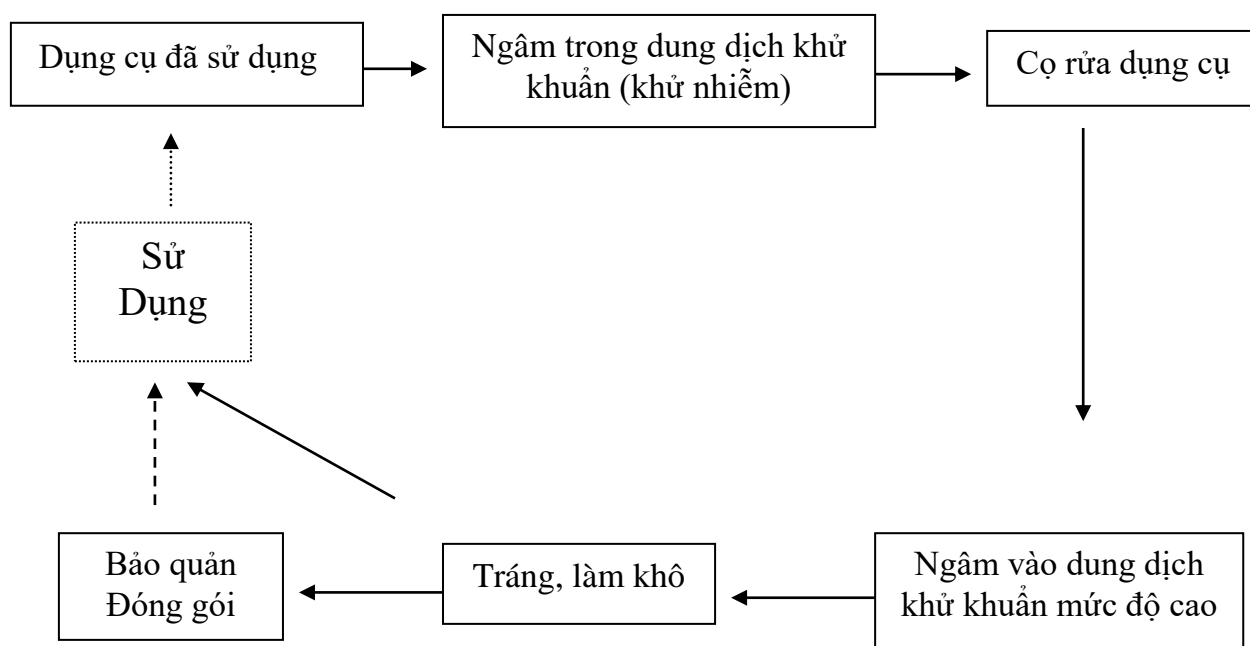 Dụng cụ đã sử dụng
Ngâm trong dung dịch khử
khuẩn (khử nhiễm)
Cọ rửa dụng cụ
Sử
Dụng
Bảo quản
Đóng gói
Tráng, làm khô
Ngâm vào dung dịch
khử khuẩn mức độ cao